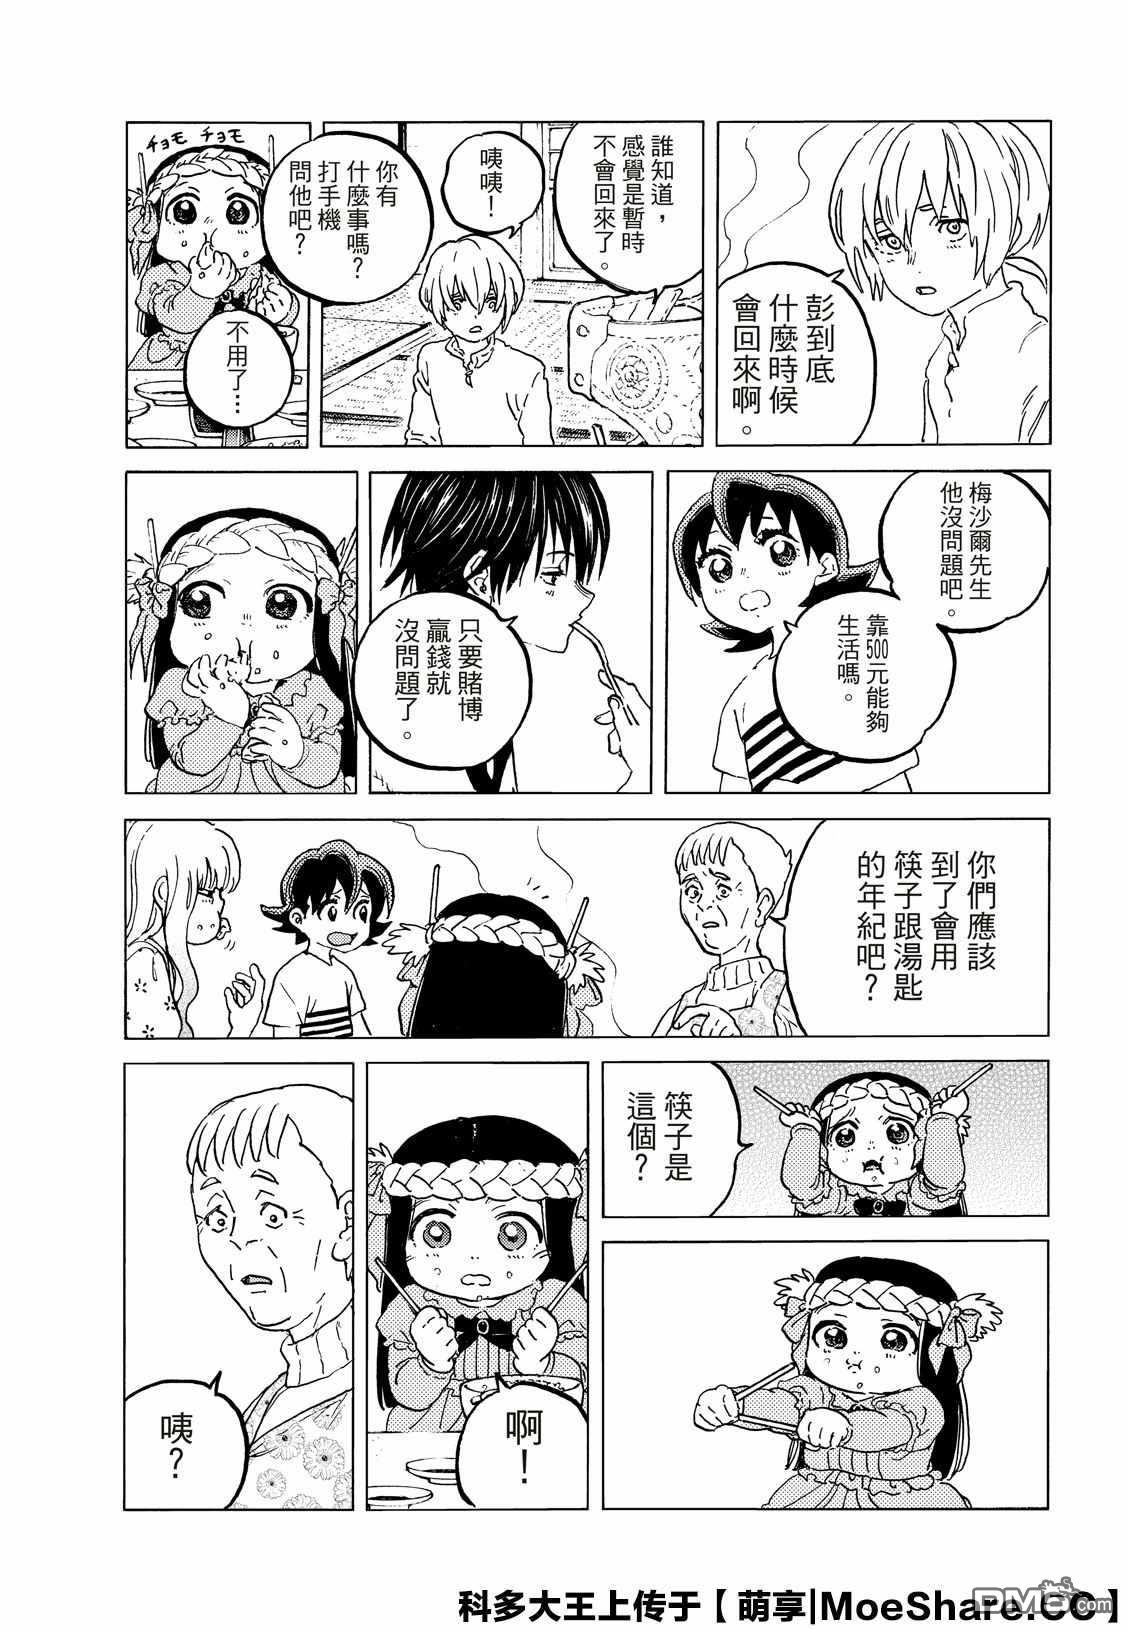 彭到底
什麼時候
會回來啊。
誰知道，
感覺是暫時
不會回來了。
咦咦！
你有
什麼事嗎？
打手機
問他吧？
チョモ チョモ
不用了…
梅沙爾先生
他沒問題吧。
靠500元能夠
生活嗎。
只要賭博
贏錢就
沒問題了。
你們應該
到了會用
筷子跟湯匙
的年紀吧？
筷子是
這個？
啊！
咦？
科多大王上传于【萌享|MoeShare.CC】